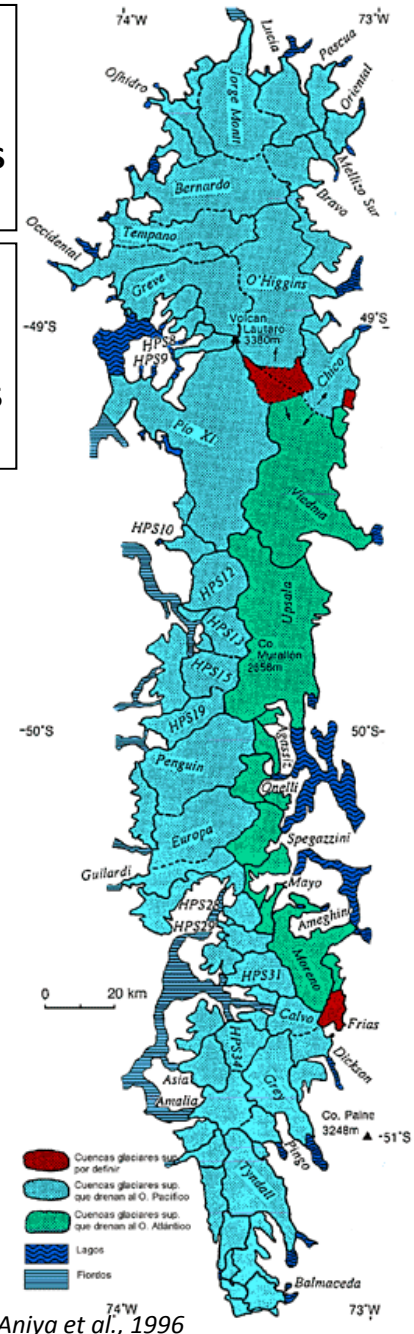 74°W
73°W
Lucia
Pascua
Ofhidro
Jorge Montt
Oriental
Mellizo Sur
Bernardo
Bravo
Occidental
Tempano
Greve
O'Higgins
-49°S
49°S
Volcan
Lautaro
3380m
S
HPS8
HPS9
Chico
S
Pio XI
Viedma
HPS10
HPS12
Upsala
HPS13
Co.
Murallón
2656m
HPS15
HPS19
-50°S
50°S-
Agassiz
Penguin
Onelli
Europa
Spegazzini
Guilardi
Mayo
HPS28
Ameghino
HPS29
Moreno
HPS31
0 20 km
Calvo
Frias
HPS34
Dickson
Asia
Grey
Amalia
Co. Paine
3248m
-51°S
Pingo
Cuencas glaciares sup.
por definir
Cuencas glaciares sup.
que drenan al O. Pacífico
Tyndall
Cuencas glaciares sup.
que drenan al O. Atlántico
Lagos
Fiordos
Balmaceda
Aniya et al., 1996
74°W
73°W